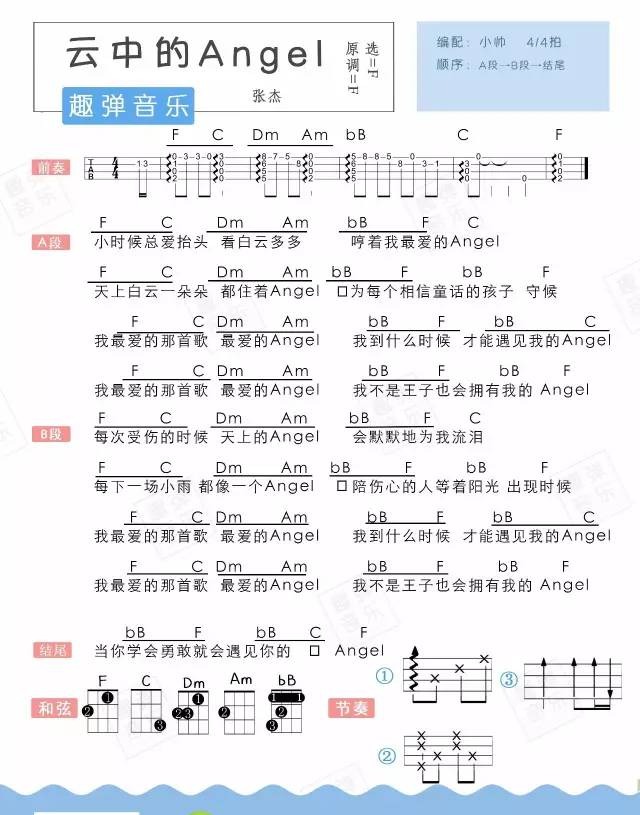 云中的Angel
原调=F
选=F
张杰
趣弹音乐
编配：小帅 4/4拍
顺序：A段→B段→结尾
F C Dm Am bB C F
前奏
T A B 4 4
F C Dm Am bB F C
A段 小时候总爱抬头 看白云多多 哼着我最爱的Angel
F C Dm Am bB F C F
天上白云一朵朵 都住着Angel 口为每个相信童话的孩子 守候
F C Dm Am bB F bB C
我最爱的那首歌 最爱的Angel 我到什么时候 才能遇见我的Angel
F C Dm Am bB F bB C F
我最爱的那首歌 最爱的Angel 我不是王子也会拥有我的 Angel
F C Dm Am bB F C
B段 每次受伤的时候 天上的Angel 会默默地为我流泪
F C Dm Am bB F C F
每下一场小雨 都像一个Angel 口陪伤心的人等着阳光 出现时候
F C Dm Am bB F bB C
我最爱的那首歌 最爱的Angel 我到什么时候 才能遇见我的Angel
F C Dm Am bB F bB C F
我最爱的那首歌 最爱的Angel 我不是王子也会拥有我的 Angel
bB F bB C F
结尾 当你学会勇敢就会遇见你的 口 Angel
F C Dm Am bB
和弦
节奏
①
③
②